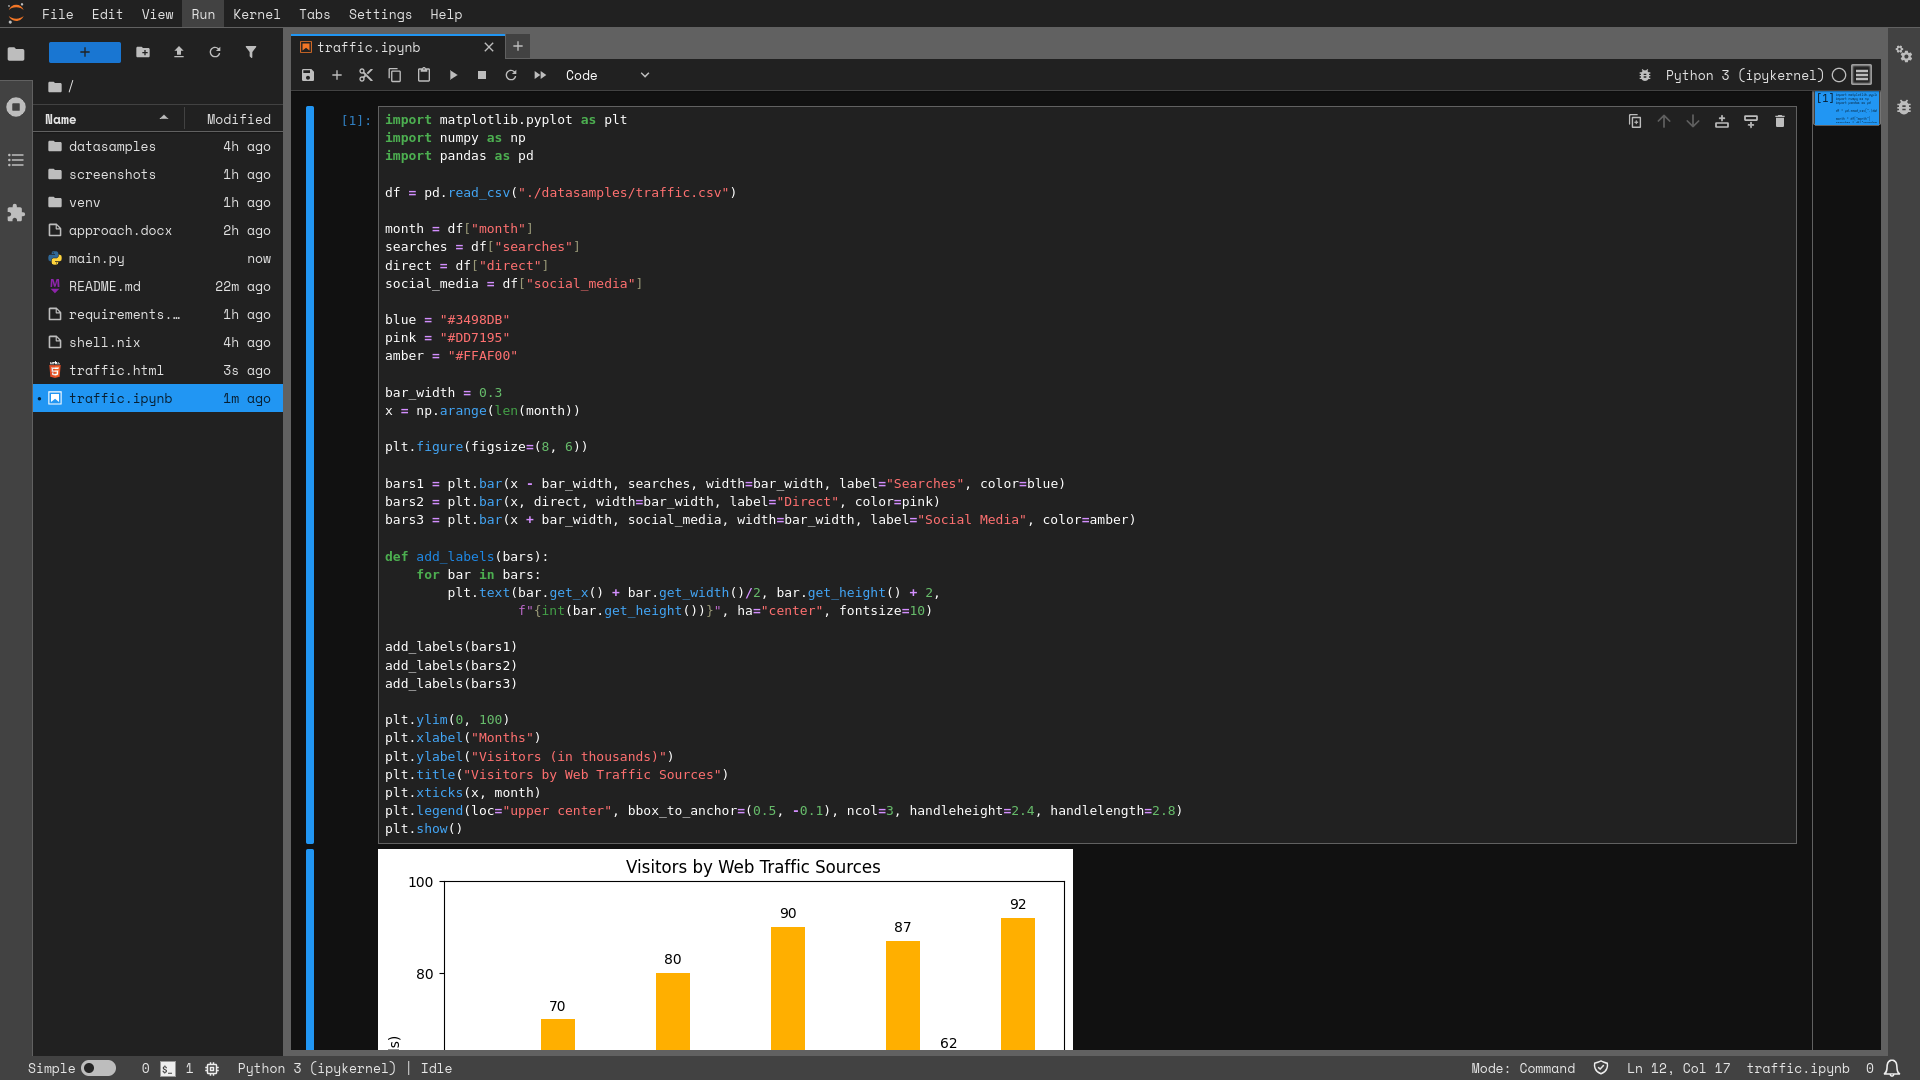 File Edit View Run Kernel Tabs Settings Help
traffic.ipynb
Code
Python 3 (ipykernel)
/
Name Modified
datasamples 4h ago
screenshots 1h ago
venv 1h ago
approach.docx 2h ago
main.py now
README.md 22m ago
requirements.… 1h ago
shell.nix 4h ago
traffic.html 3s ago
traffic.ipynb 1m ago
[1]:
import matplotlib.pyplot as plt
import numpy as np
import pandas as pd
df = pd.read_csv("./datasamples/traffic.csv")
month = df["month"]
searches = df["searches"]
direct = df["direct"]
social_media = df["social_media"]
blue = "#3498DB"
pink = "#DD7195"
amber = "#FFAF00"
bar_width = 0.3
x = np.arange(len(month))
plt.figure(figsize=(8, 6))
bars1 = plt.bar(x - bar_width, searches, width=bar_width, label="Searches", color=blue)
bars2 = plt.bar(x, direct, width=bar_width, label="Direct", color=pink)
bars3 = plt.bar(x + bar_width, social_media, width=bar_width, label="Social Media", color=amber)
def add_labels(bars):
    for bar in bars:
        plt.text(bar.get_x() + bar.get_width()/2, bar.get_height() + 2,
                 f"{int(bar.get_height())}", ha="center", fontsize=10)
add_labels(bars1)
add_labels(bars2)
add_labels(bars3)
plt.ylim(0, 100)
plt.xlabel("Months")
plt.ylabel("Visitors (in thousands)")
plt.title("Visitors by Web Traffic Sources")
plt.xticks(x, month)
plt.legend(loc="upper center", bbox_to_anchor=(0.5, -0.1), ncol=3, handleheight=2.4, handlelength=2.8)
plt.show()
[1]
Visitors by Web Traffic Sources
100
92
90
87
80
80
70
62
Simple 0 1 Python 3 (ipykernel) | Idle
Mode: Command Ln 12, Col 17 traffic.ipynb 0